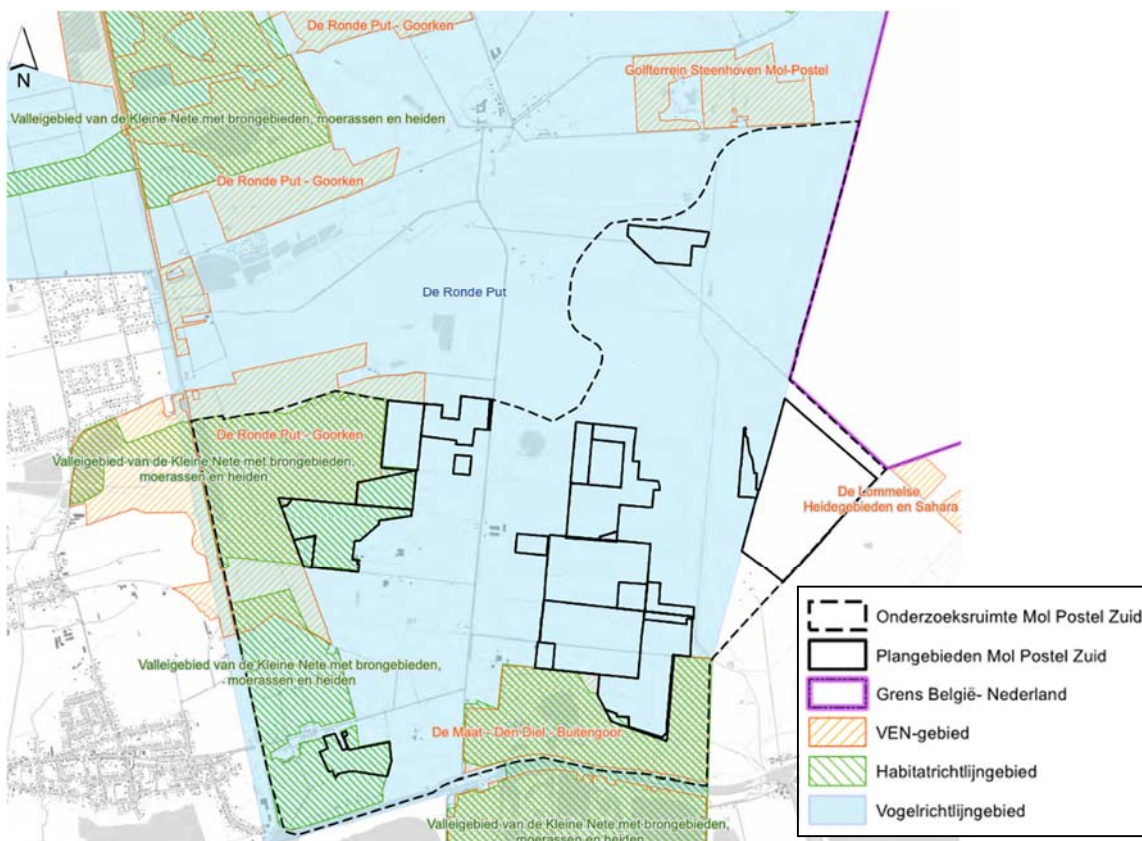 De Ronde Put - Goorken
N
Golfterrein Steenhoven Mol-Postel
Valleigebied van de Kleine Nete met brongebieden, moerassen en heiden
De Ronde Put - Goorken
De Ronde Put
De Ronde Put - Goorken
Valleigebied van de Kleine Nete met brongebieden,
moerassen en heiden
De Lommelse
Heidegebieden en Sahara
Valleigebied van de Kleine Nete met brongebieden,
moerassen en heiden
De Maat - Den Diel - Buitengoor
Valleigebied van de Kleine Nete met brongebieden,
moerassen en heiden
Onderzoeksruimte Mol Postel Zuid
Plangebieden Mol Postel Zuid
Grens België- Nederland
VEN-gebied
Habitatrichtlijngebied
Vogelrichtlijngebied